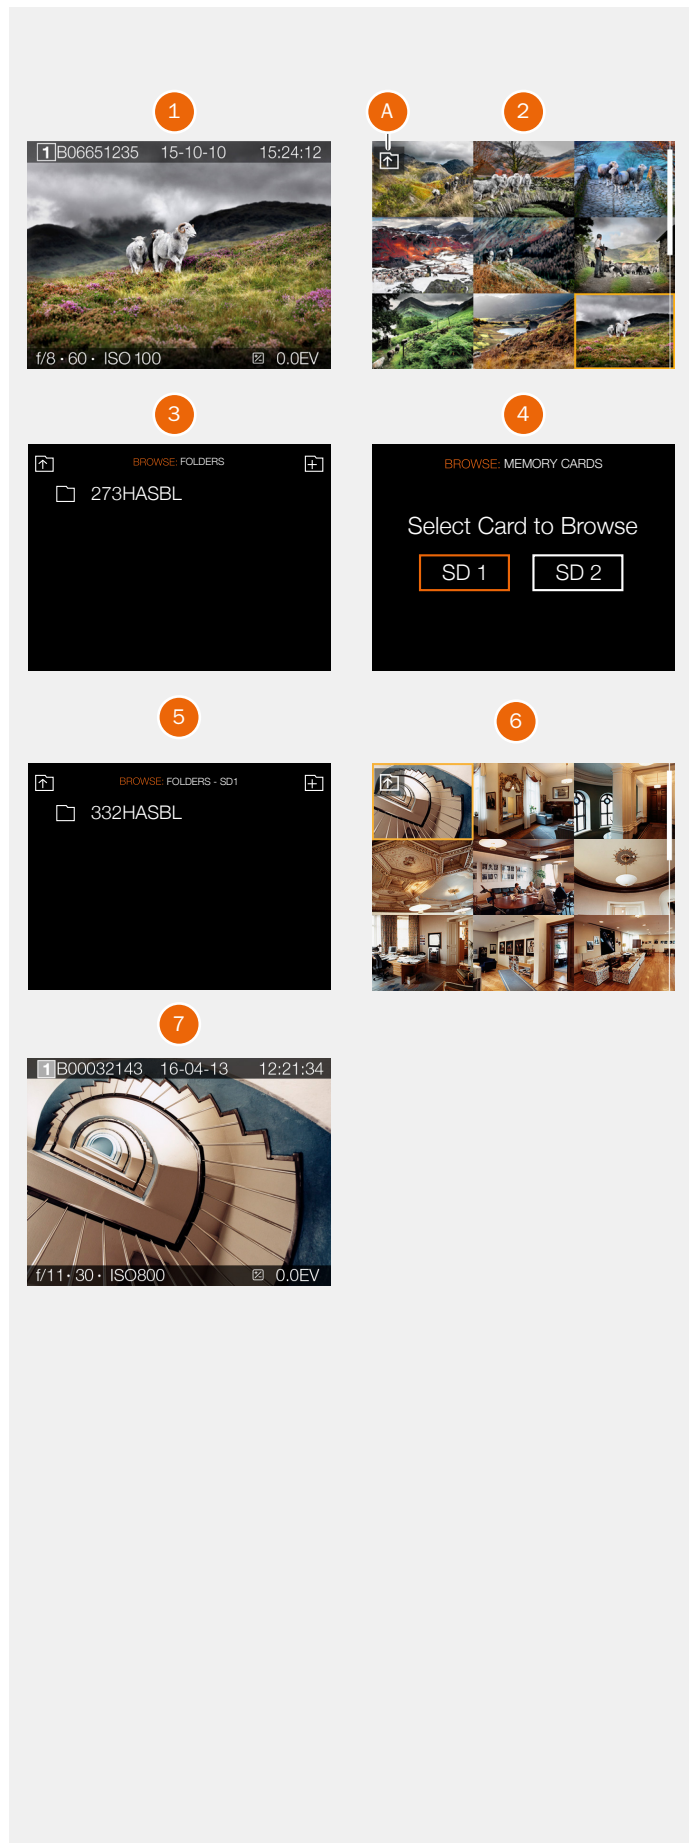 1 A 2
1 B06651235 15-10-10 15:24:12
f/8 · 60 · ISO 100 0.0EV
3 4
BROWSE: FOLDERS
273HASBL
BROWSE: MEMORY CARDS
Select Card to Browse
SD 1 SD 2
5 6
BROWSE: FOLDERS - SD1
332HASBL
7
1 B00032143 16-04-13 12:21:34
f/11 · 30 · ISO800 0.0EV